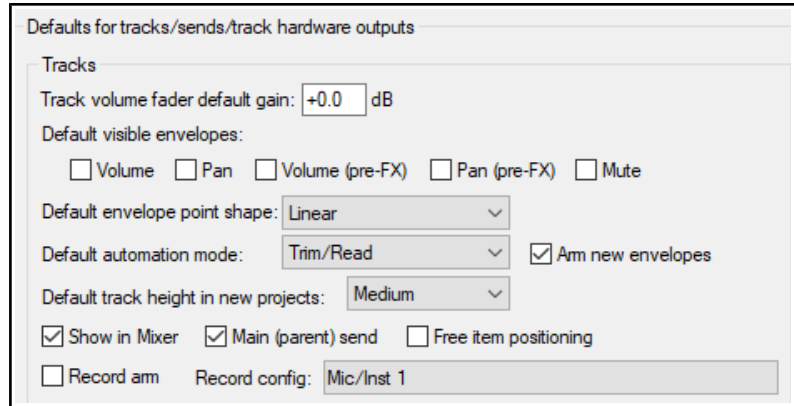 Defaults for tracks/sends/track hardware outputs
Tracks
Track volume fader default gain: +0.0 dB
Default visible envelopes:
Volume Pan Volume (pre-FX) Pan (pre-FX) Mute
Default envelope point shape: Linear
Default automation mode: Trim/Read Arm new envelopes
Default track height in new projects: Medium
Show in Mixer Main (parent) send Free item positioning
Record arm Record config: Mic/Inst 1